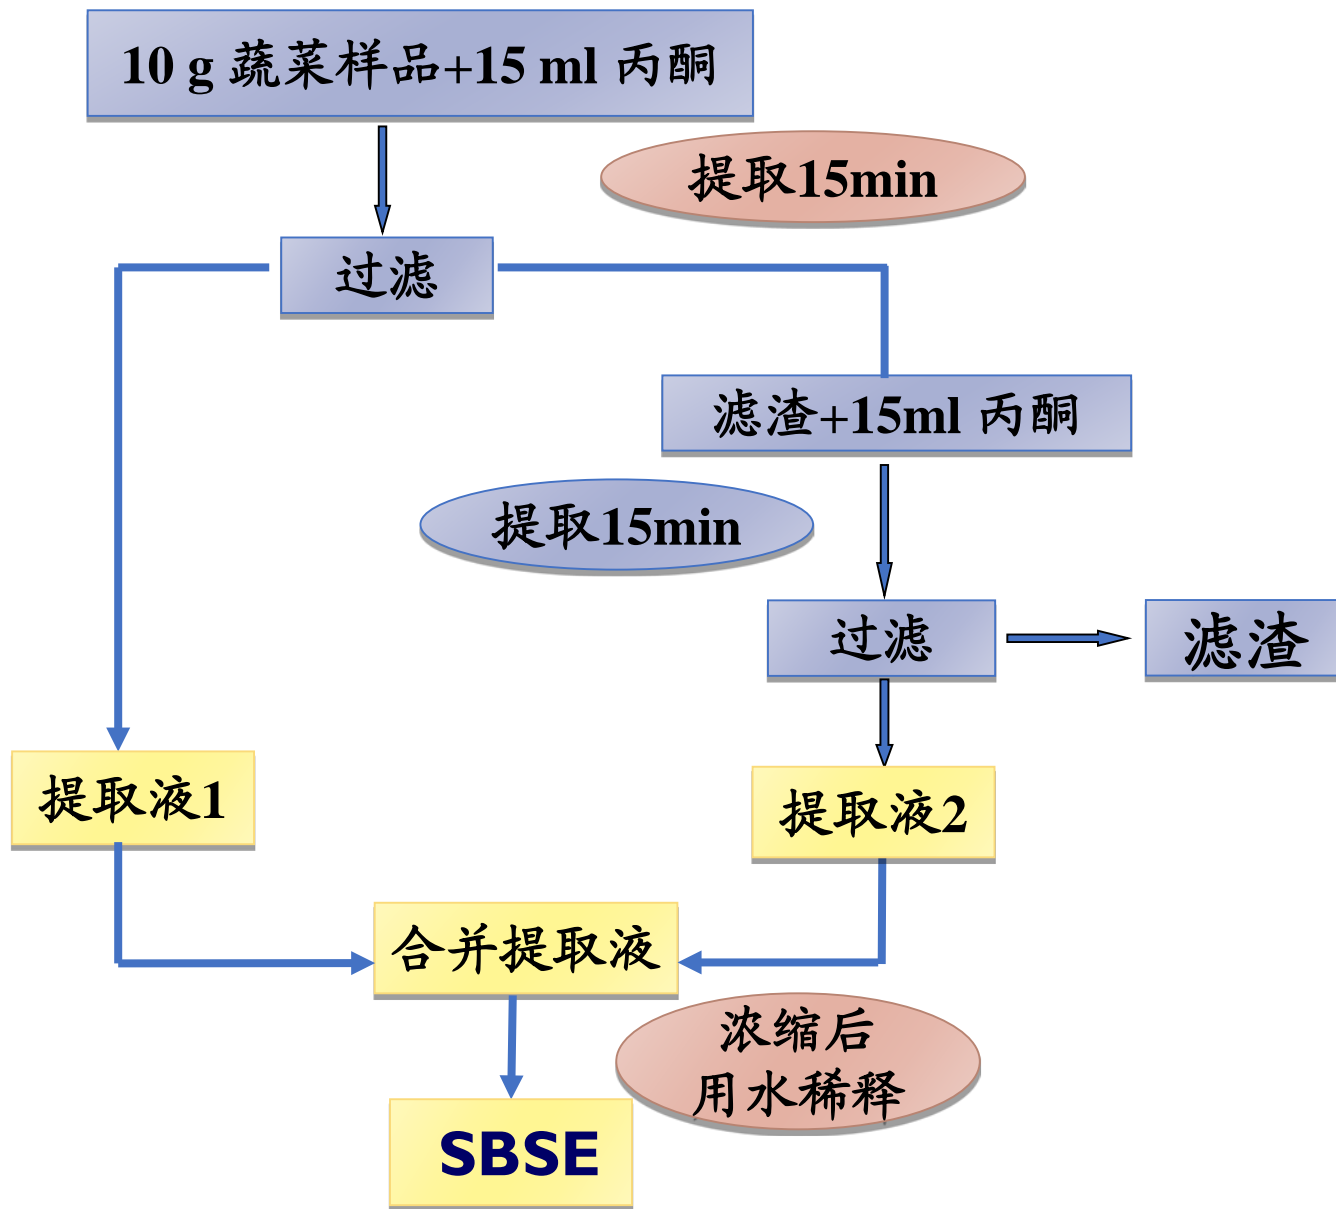 10 g 蔬菜样品+15 ml 丙酮
提取15min
过滤
滤渣+15ml 丙酮
提取15min
过滤
滤渣
提取液1
提取液2
合并提取液
浓缩后
用水稀释
SBSE